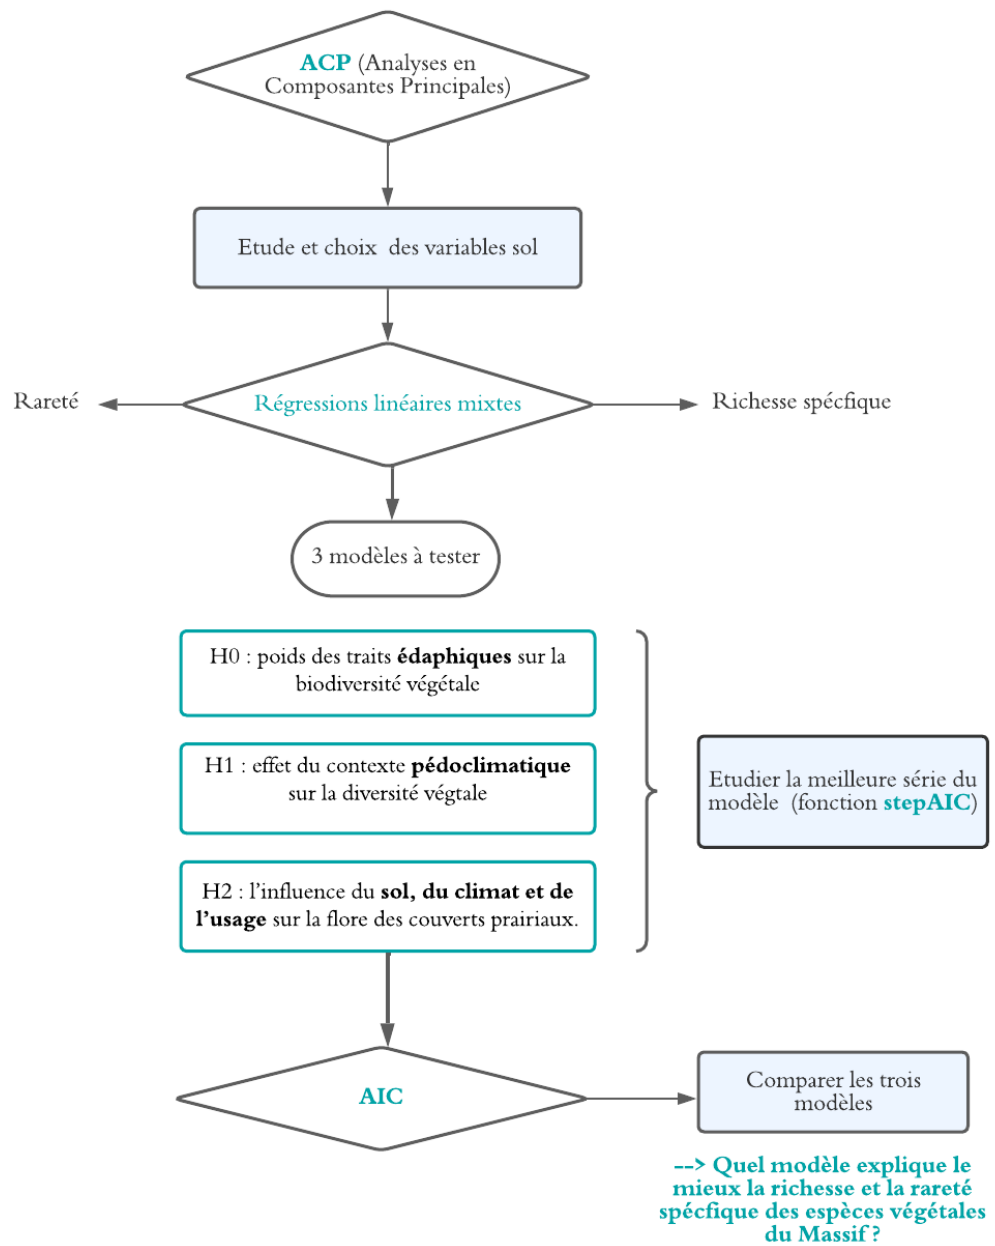 ACP (Analyses en
Composantes Principales)
Etude et choix des variables sol
Rareté
Régressions linéaires mixtes
Richesse spécfique
3 modèles à tester
H0 : poids des traits édaphiques sur la
biodiversité végétale
H1 : effet du contexte pédoclimatique
sur la diversité végtale
H2 : l'influence du sol, du climat et de
l'usage sur la flore des couverts prairiaux.
Etudier la meilleure série du
modèle (fonction stepAIC)
AIC
Comparer les trois
modèles
--> Quel modèle explique le
mieux la richesse et la rareté
spécfique des espèces végétales
du Massif ?